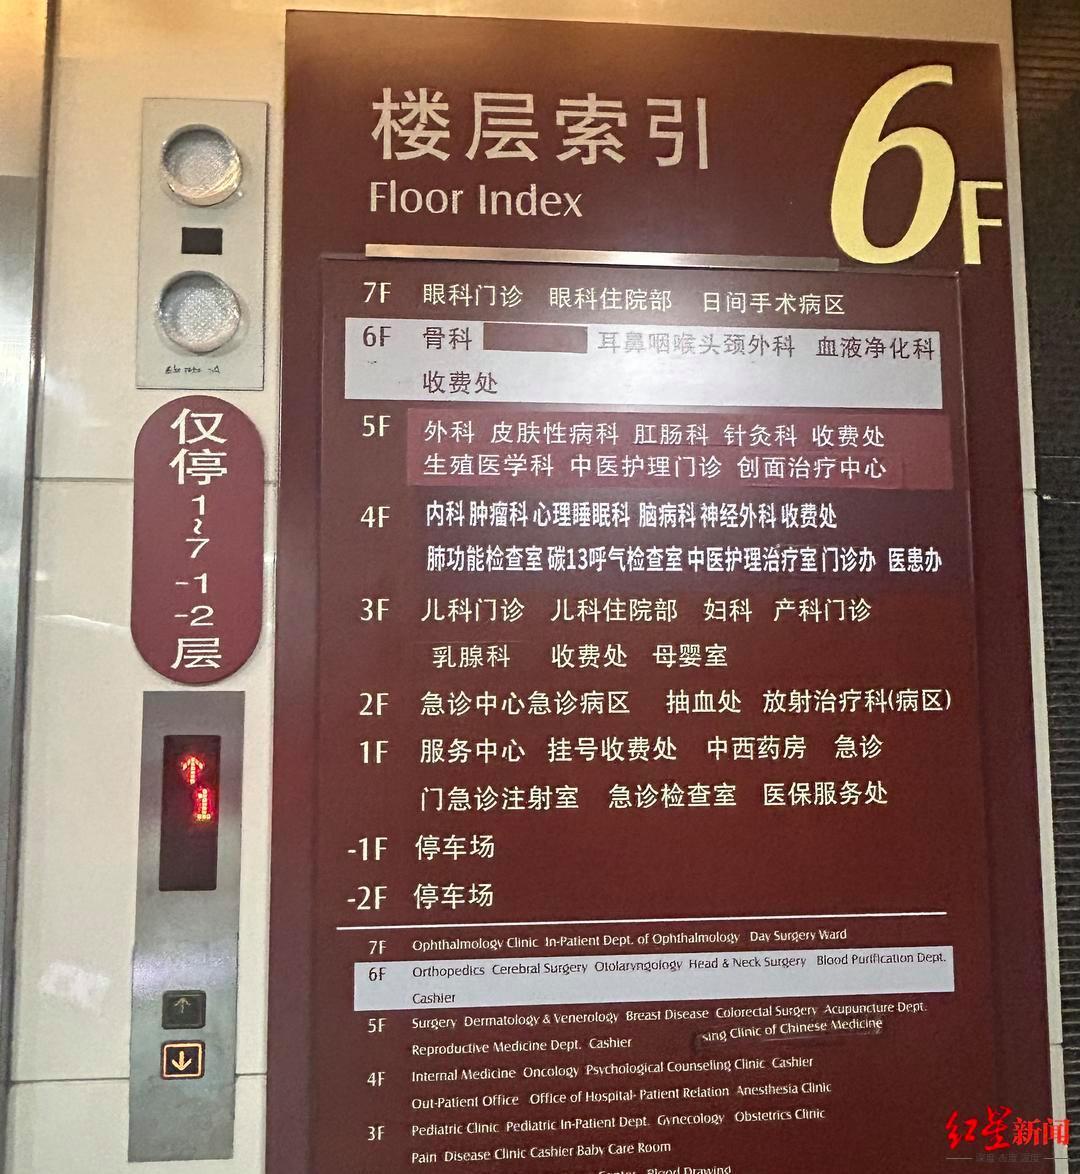 楼层索引
Floor Index
6F
7F 眼科门诊 眼科住院部 日间手术病区
6F 骨科 耳鼻咽喉头颈外科 血液净化科
收费处
5F 外科 皮肤性病科 肛肠科 针灸科 收费处
生殖医学科 中医护理门诊 创面治疗中心
4F 内科 肿瘤科 心理睡眠科 脑病科 神经外科 收费处
肺功能检查室 碳13呼气检查室 中医护理治疗室 门诊办 医患办
3F 儿科门诊 儿科住院部 妇科 产科门诊
乳腺科 收费处 母婴室
2F 急诊中心急诊病区 抽血处 放射治疗科(病区)
1F 服务中心 挂号收费处 中西药房 急诊
门急诊注射室 急诊检查室 医保服务处
-1F 停车场
-2F 停车场
7F Ophthalmology Clinic In-Patient Dept. of Ophthalmology Day Surgery Ward
6F Orthopedics Cerebral Surgery Otolaryngology Head & Neck Surgery Blood Purification Dept.
Cashier
5F Surgery Dermatology & Venerology Breast Disease Colorectal Surgery Acupuncture Dept.
Reproductive Medicine Dept. Cashier sing Clinic of Chinese Medicine
4F Internal Medicine Oncology Psychological Counseling Clinic Cashier
Out-Patient Office Office of Hospital-Patient Relation Anesthesia Clinic
3F Pediatric Clinic Pediatric In-Patient Dept. Gynecology Obstetrics Clinic
Pain Disease Clinic Cashier Baby Care Room
Blood Drawing
仅
停
1
~
7
-1
-2
层
1
红星新闻